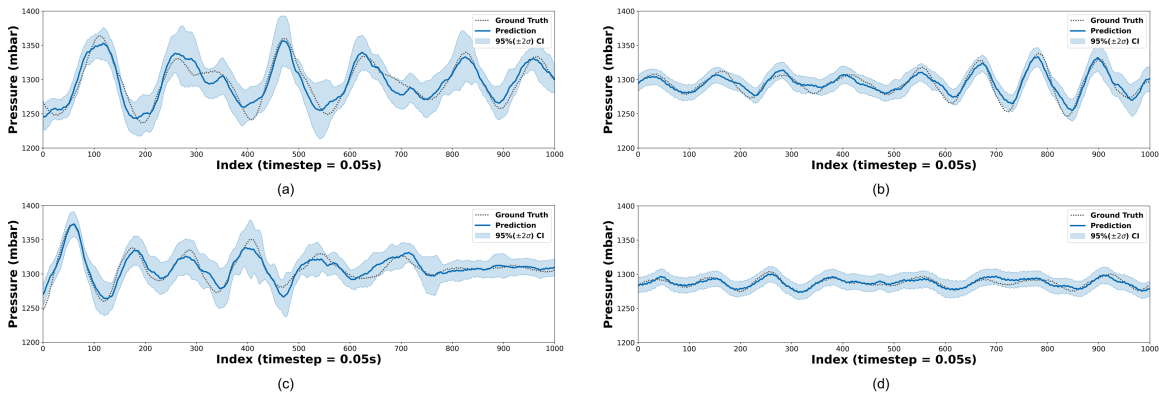 1400
1350
1300
1250
1200
Pressure (mbar)
Ground Truth
Prediction
95%(±2σ) CI
0 100 200 300 400 500 600 700 800 900 1000
Index (timestep = 0.05s)
(a)
1400
1350
1300
1250
1200
Pressure (mbar)
Ground Truth
Prediction
95%(±2σ) CI
0 100 200 300 400 500 600 700 800 900 1000
Index (timestep = 0.05s)
(b)
1400
1350
1300
1250
1200
Pressure (mbar)
Ground Truth
Prediction
95%(±2σ) CI
0 100 200 300 400 500 600 700 800 900 1000
Index (timestep = 0.05s)
(c)
1400
1350
1300
1250
1200
Pressure (mbar)
Ground Truth
Prediction
95%(±2σ) CI
0 100 200 300 400 500 600 700 800 900 1000
Index (timestep = 0.05s)
(d)